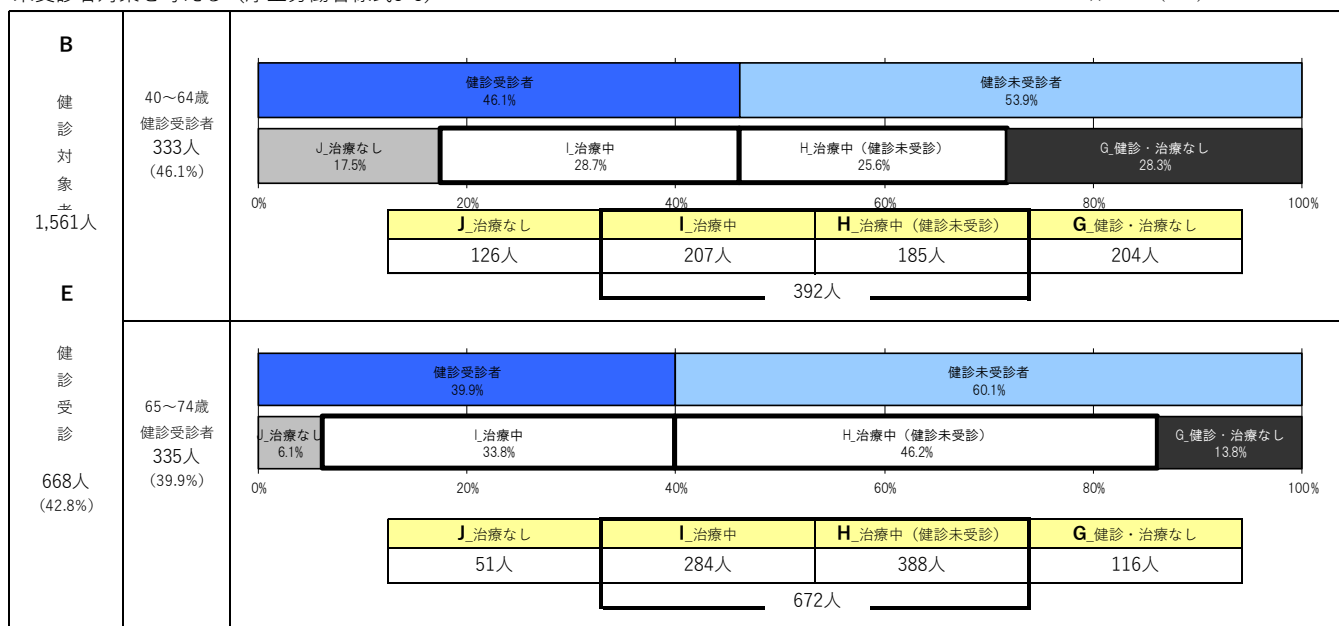 B
健
診
対
象
者
1,561人
E
健
診
受
診
668人
(42.8%)
40～64歳
健診受診者
333人
(46.1%)
健診受診者
46.1%
健診未受診者
53.9%
J_治療なし
17.5%
I_治療中
28.7%
H_治療中（健診未受診）
25.6%
G_健診・治療なし
28.3%
0%
20%
40%
60%
80%
100%
J_治療なし
I_治療中
H_治療中（健診未受診）
G_健診・治療なし
126人
207人
185人
204人
392人
65～74歳
健診受診者
335人
(39.9%)
健診受診者
39.9%
健診未受診者
60.1%
J_治療なし
6.1%
I_治療中
33.8%
H_治療中（健診未受診）
46.2%
G_健診・治療なし
13.8%
0%
20%
40%
60%
80%
100%
J_治療なし
I_治療中
H_治療中（健診未受診）
G_健診・治療なし
51人
284人
388人
116人
672人